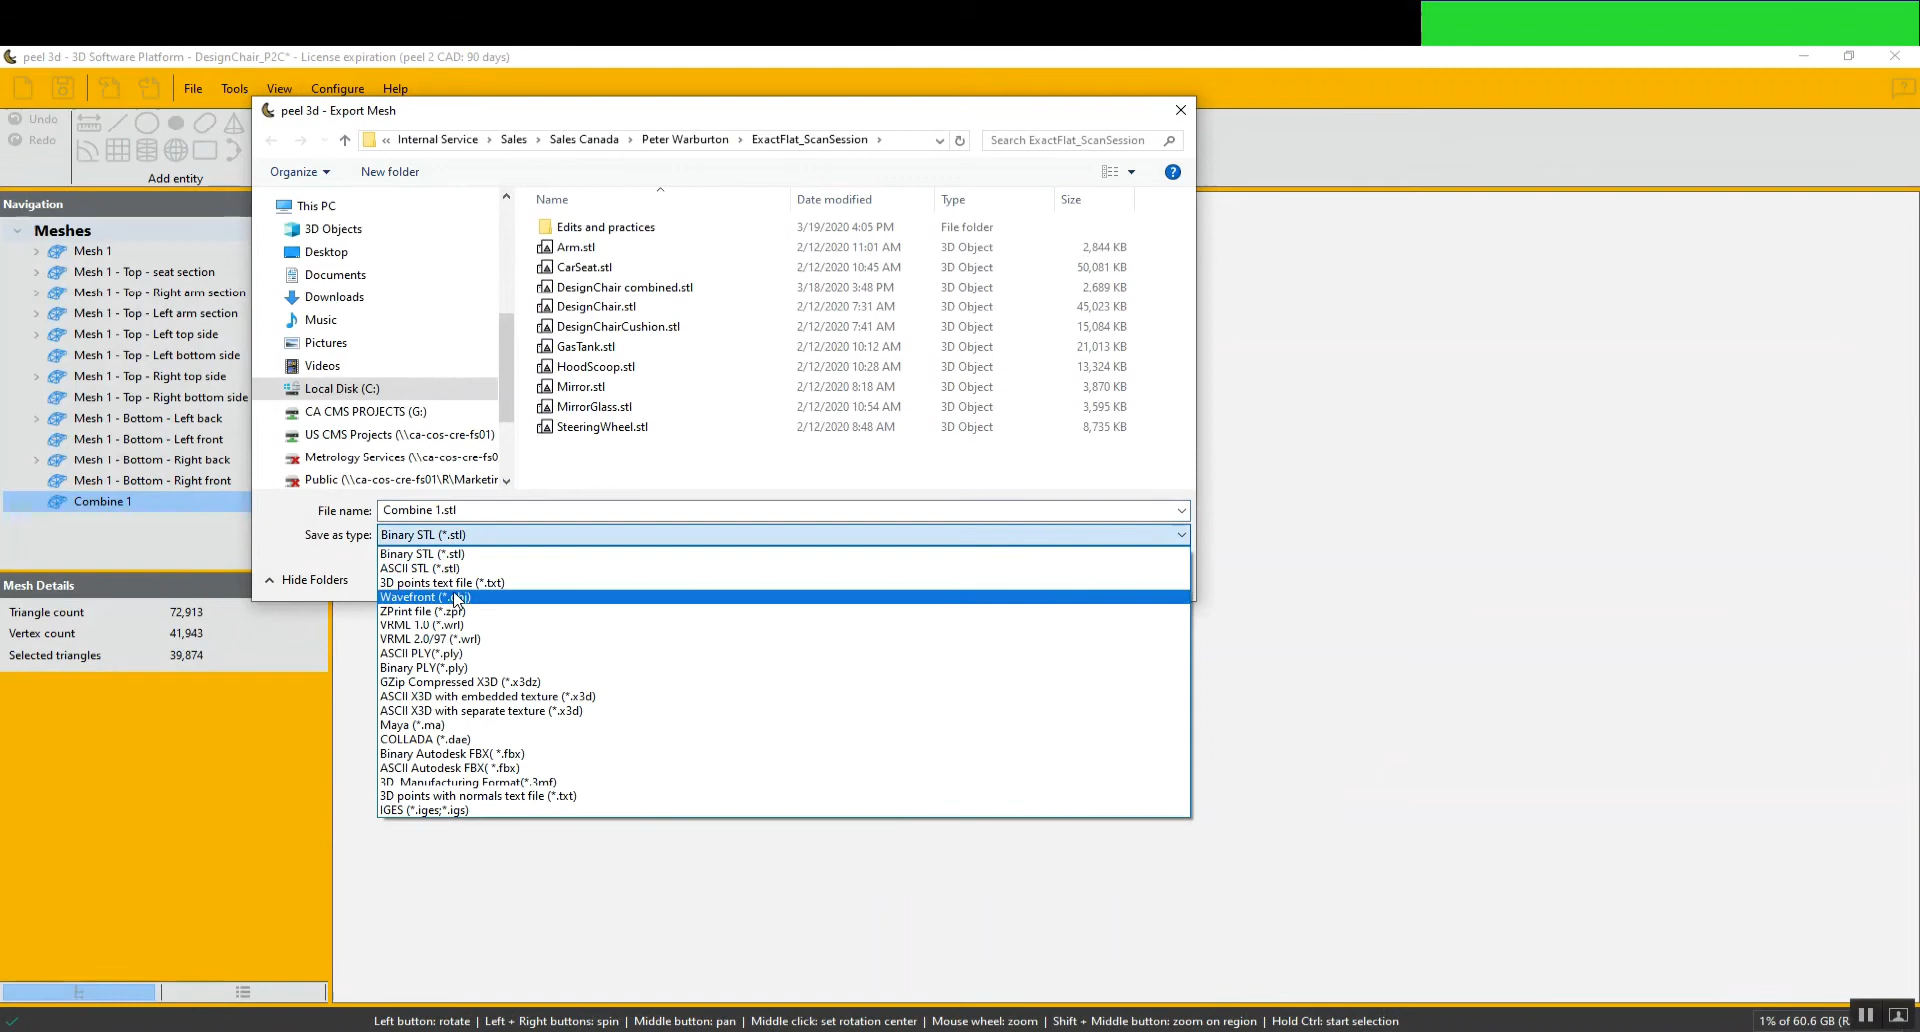 peel 3d - 3D Software Platform - DesignChair_P2C* - License expiration (peel 2 CAD: 90 days)
File Tools View Configure Help
Undo
Redo
Add entity
Navigation
Meshes
Mesh 1
Mesh 1 - Top - seat section
Mesh 1 - Top - Right arm section
Mesh 1 - Top - Left arm section
Mesh 1 - Top - Left top side
Mesh 1 - Top - Left bottom side
Mesh 1 - Top - Right top side
Mesh 1 - Top - Right bottom side
Mesh 1 - Bottom - Left back
Mesh 1 - Bottom - Left front
Mesh 1 - Bottom - Right back
Mesh 1 - Bottom - Right front
Combine 1
Mesh Details
Triangle count 72,913
Vertex count 41,943
Selected triangles 39,874
peel 3d - Export Mesh
« Internal Service › Sales › Sales Canada › Peter Warburton › ExactFlat_ScanSession ›
Search ExactFlat_ScanSession
Organize New folder
This PC
3D Objects
Desktop
Documents
Downloads
Music
Pictures
Videos
Local Disk (C:)
CA CMS PROJECTS (G:)
US CMS Projects (\\ca-cos-cre-fs01)
Metrology Services (\\ca-cos-cre-fs0
Public (\\ca-cos-cre-fs01\R\Marketir
Name Date modified Type Size
Edits and practices 3/19/2020 4:05 PM File folder
Arm.stl 2/12/2020 11:01 AM 3D Object 2,844 KB
CarSeat.stl 2/12/2020 10:45 AM 3D Object 50,081 KB
DesignChair combined.stl 3/18/2020 3:48 PM 3D Object 2,689 KB
DesignChair.stl 2/12/2020 7:31 AM 3D Object 45,023 KB
DesignChairCushion.stl 2/12/2020 7:41 AM 3D Object 15,084 KB
GasTank.stl 2/12/2020 10:12 AM 3D Object 21,013 KB
HoodScoop.stl 2/12/2020 10:28 AM 3D Object 13,324 KB
Mirror.stl 2/12/2020 8:18 AM 3D Object 3,870 KB
MirrorGlass.stl 2/12/2020 10:54 AM 3D Object 3,595 KB
SteeringWheel.stl 2/12/2020 8:48 AM 3D Object 8,735 KB
File name: Combine 1.stl
Save as type: Binary STL (*.stl)
Hide Folders
Binary STL (*.stl)
ASCII STL (*.stl)
3D points text file (*.txt)
Wavefront (*.obj)
ZPrint file (*.zpr)
VRML 1.0 (*.wrl)
VRML 2.0/97 (*.wrl)
ASCII PLY(*.ply)
Binary PLY(*.ply)
GZip Compressed X3D (*.x3dz)
ASCII X3D with embedded texture (*.x3d)
ASCII X3D with separate texture (*.x3d)
Maya (*.ma)
COLLADA (*.dae)
Binary Autodesk FBX( *.fbx)
ASCII Autodesk FBX( *.fbx)
3D Manufacturing Format(*.3mf)
3D points with normals text file (*.txt)
IGES (*.iges;*.igs)
Left button: rotate | Left + Right buttons: spin | Middle button: pan | Middle click: set rotation center | Mouse wheel: zoom | Shift + Middle button: zoom on region | Hold Ctrl: start selection
1% of 60.6 GB (R